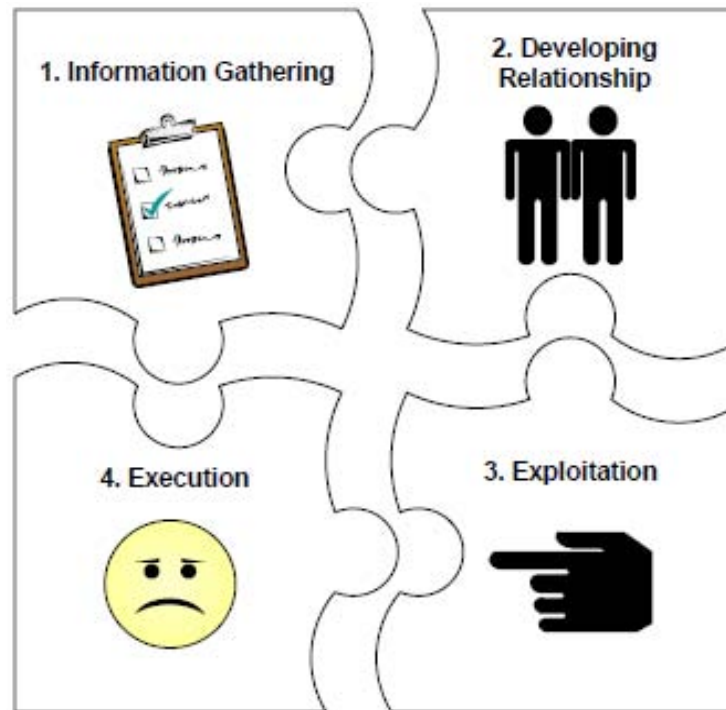 1. Information Gathering
2. Developing
Relationship
4. Execution
3. Exploitation